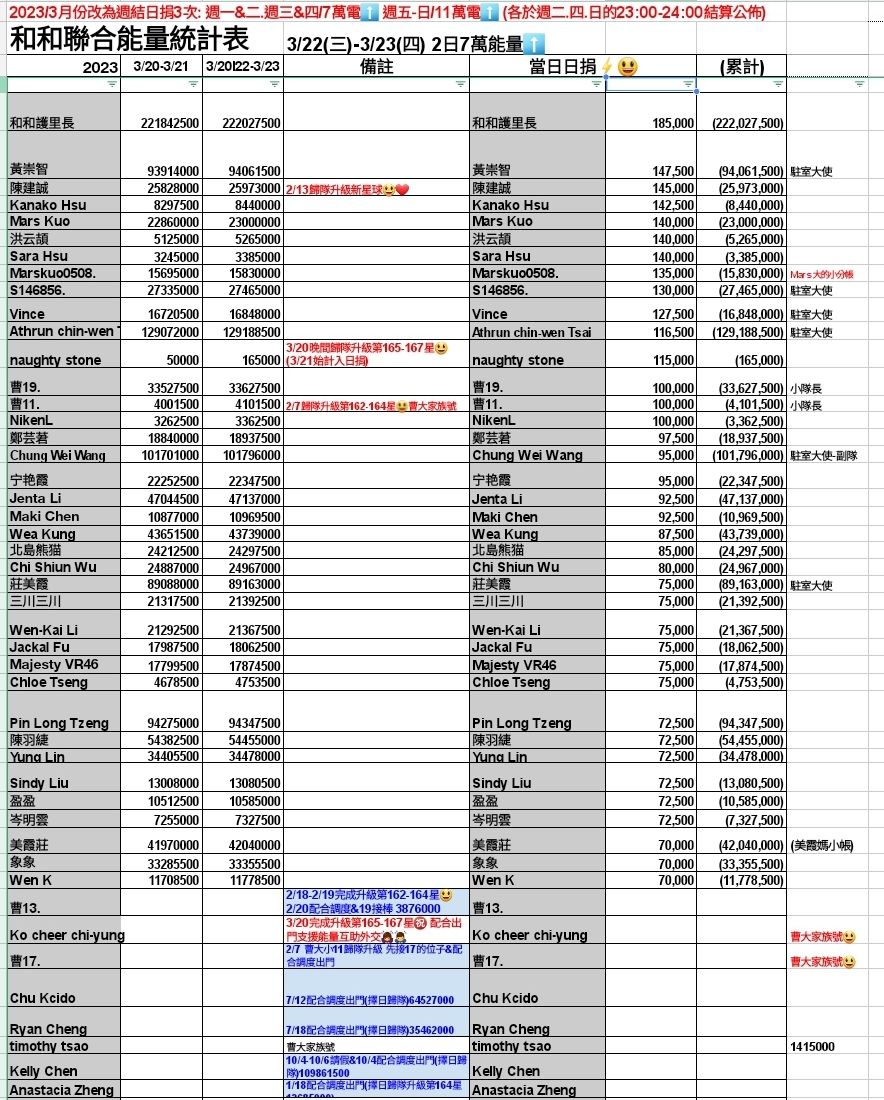 2023/3月份改為週結日捐3次: 週一&二.週三&四/7萬電⬆️ 週五-日/11萬電⬆️ (各於週二.四.日的23:00-24:00結算公佈)
和和聯合能量統計表 3/22(三)-3/23(四) 2日7萬能量⬆️
2023 3/20-3/21 3/20l22-3/23 備註 當日日捐⚡😃 (累計)
和和護里長 221842500 222027500 和和護里長 185,000 (222,027,500)
黃崇智 93914000 94061500 黃崇智 147,500 (94,061,500) 駐室大使
陳建誠 25828000 25973000 2/13歸隊升級新星球😃❤️ 陳建誠 145,000 (25,973,000)
Kanako Hsu 8297500 8440000 Kanako Hsu 142,500 (8,440,000)
Mars Kuo 22860000 23000000 Mars Kuo 140,000 (23,000,000)
洪云頡 5125000 5265000 洪云頡 140,000 (5,265,000)
Sara Hsu 3245000 3385000 Sara Hsu 140,000 (3,385,000)
Marskuo0508. 15695000 15830000 Marskuo0508. 135,000 (15,830,000) Mars大的小分帳
S146856. 27335000 27465000 S146856. 130,000 (27,465,000) 駐室大使
Vince 16720500 16848000 Vince 127,500 (16,848,000) 駐室大使
Athrun chin-wen T 129072000 129188500 Athrun chin-wen Tsai 116,500 (129,188,500) 駐室大使
3/20晚間歸隊升級第165-167星😃
naughty stone 50000 165000 (3/21始計入日捐) naughty stone 115,000 (165,000)
曹19. 33527500 33627500 曹19. 100,000 (33,627,500) 小隊長
曹11. 4001500 4101500 2/7歸隊升級第162-164星😃曹大家族號 曹11. 100,000 (4,101,500) 小隊長
NikenL 3262500 3362500 NikenL 100,000 (3,362,500)
鄭芸茗 18840000 18937500 鄭芸茗 97,500 (18,937,500)
Chung Wei Wang 101701000 101796000 Chung Wei Wang 95,000 (101,796,000) 駐室大使-副隊
宁艳霞 22252500 22347500 宁艳霞 95,000 (22,347,500)
Jenta Li 47044500 47137000 Jenta Li 92,500 (47,137,000)
Maki Chen 10877000 10969500 Maki Chen 92,500 (10,969,500)
Wea Kung 43651500 43739000 Wea Kung 87,500 (43,739,000)
北島熊猫 24212500 24297500 北島熊猫 85,000 (24,297,500)
Chi Shiun Wu 24887000 24967000 Chi Shiun Wu 80,000 (24,967,000)
莊美霞 89088000 89163000 莊美霞 75,000 (89,163,000) 駐室大使
三川三川 21317500 21392500 三川三川 75,000 (21,392,500)
Wen-Kai Li 21292500 21367500 Wen-Kai Li 75,000 (21,367,500)
Jackal Fu 17987500 18062500 Jackal Fu 75,000 (18,062,500)
Majesty VR46 17799500 17874500 Majesty VR46 75,000 (17,874,500)
Chloe Tseng 4678500 4753500 Chloe Tseng 75,000 (4,753,500)
Pin Long Tzeng 94275000 94347500 Pin Long Tzeng 72,500 (94,347,500)
陳羽緁 54382500 54455000 陳羽緁 72,500 (54,455,000)
Yung Lin 34405500 34478000 Yung Lin 72,500 (34,478,000)
Sindy Liu 13008000 13080500 Sindy Liu 72,500 (13,080,500)
盈盈 10512500 10585000 盈盈 72,500 (10,585,000)
岑明雲 7255000 7327500 岑明雲 72,500 (7,327,500)
美霞莊 41970000 42040000 美霞莊 70,000 (42,040,000) (美霞媽小帳)
象象 33285500 33355500 象象 70,000 (33,355,500)
Wen K 11708500 11778500 Wen K 70,000 (11,778,500)
2/18-2/19完成升級第162-164星😃
曹13. 2/20配合調度&19接棒 3876000 曹13.
3/20完成升級第165-167星㊗️ 配合出
Ko cheer chi-yung 門支援能量互助外交 Ko cheer chi-yung 曹大家族號😃
2/7 曹大小11歸隊升級 先接17的位子&配
曹17. 合調度出門 曹17. 曹大家族號😃
Chu Kcido 7/12配合調度出門(擇日歸隊)64527000 Chu Kcido
Ryan Cheng 7/18配合調度出門(擇日歸隊)35462000 Ryan Cheng
timothy tsao 曹大家族號 timothy tsao 1415000
10/4-10/6請假&10/4配合調度出門(擇日歸
Kelly Chen 隊)109861500 Kelly Chen
Anastacia Zheng 1/18配合調度出門(擇日歸隊升級第164星 Anastacia Zheng